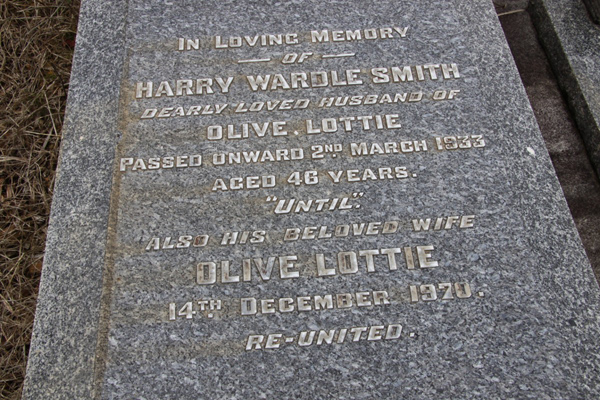 In Loving Memory
— OF —
HARRY WARDLE SMITH
DEARLY LOVED HUSBAND OF
OLIVE. LOTTIE
PASSED ONWARD 2ND MARCH 1933
AGED 46 YEARS.
"UNTIL".
ALSO HIS BELOVED WIFE
OLIVE LOTTIE
14TH DECEMBER 1970.
RE-UNITED.